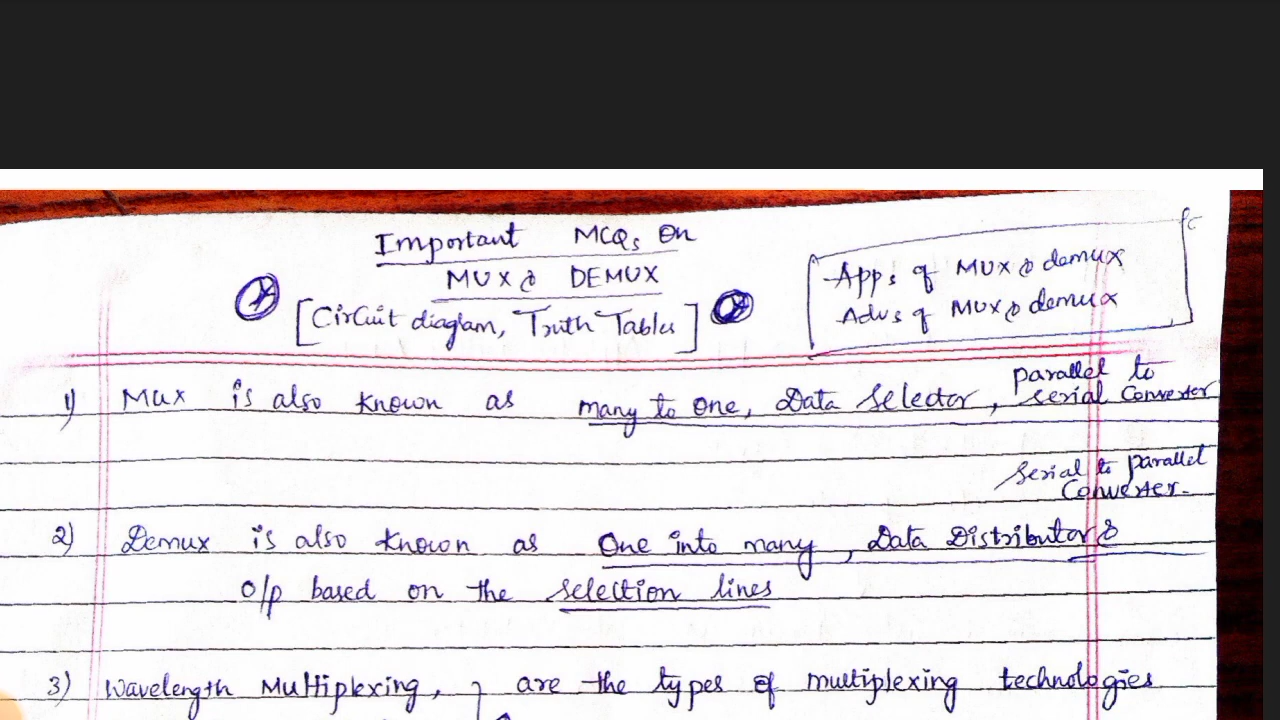 Important MCQs On
MUX & DEMUX
[Circuit diagram, Truth Tables]
Apps of MUX & demux
Advs of MUX & demux
1) Mux is also known as many to one, Data Selector, parallel to serial Converter
Serial to parallel
Converter.
2) Demux is also known as One into many, Data Distributor &
O/p based on the selection lines
3) Wavelength Multiplexing, are the types of multiplexing technologies